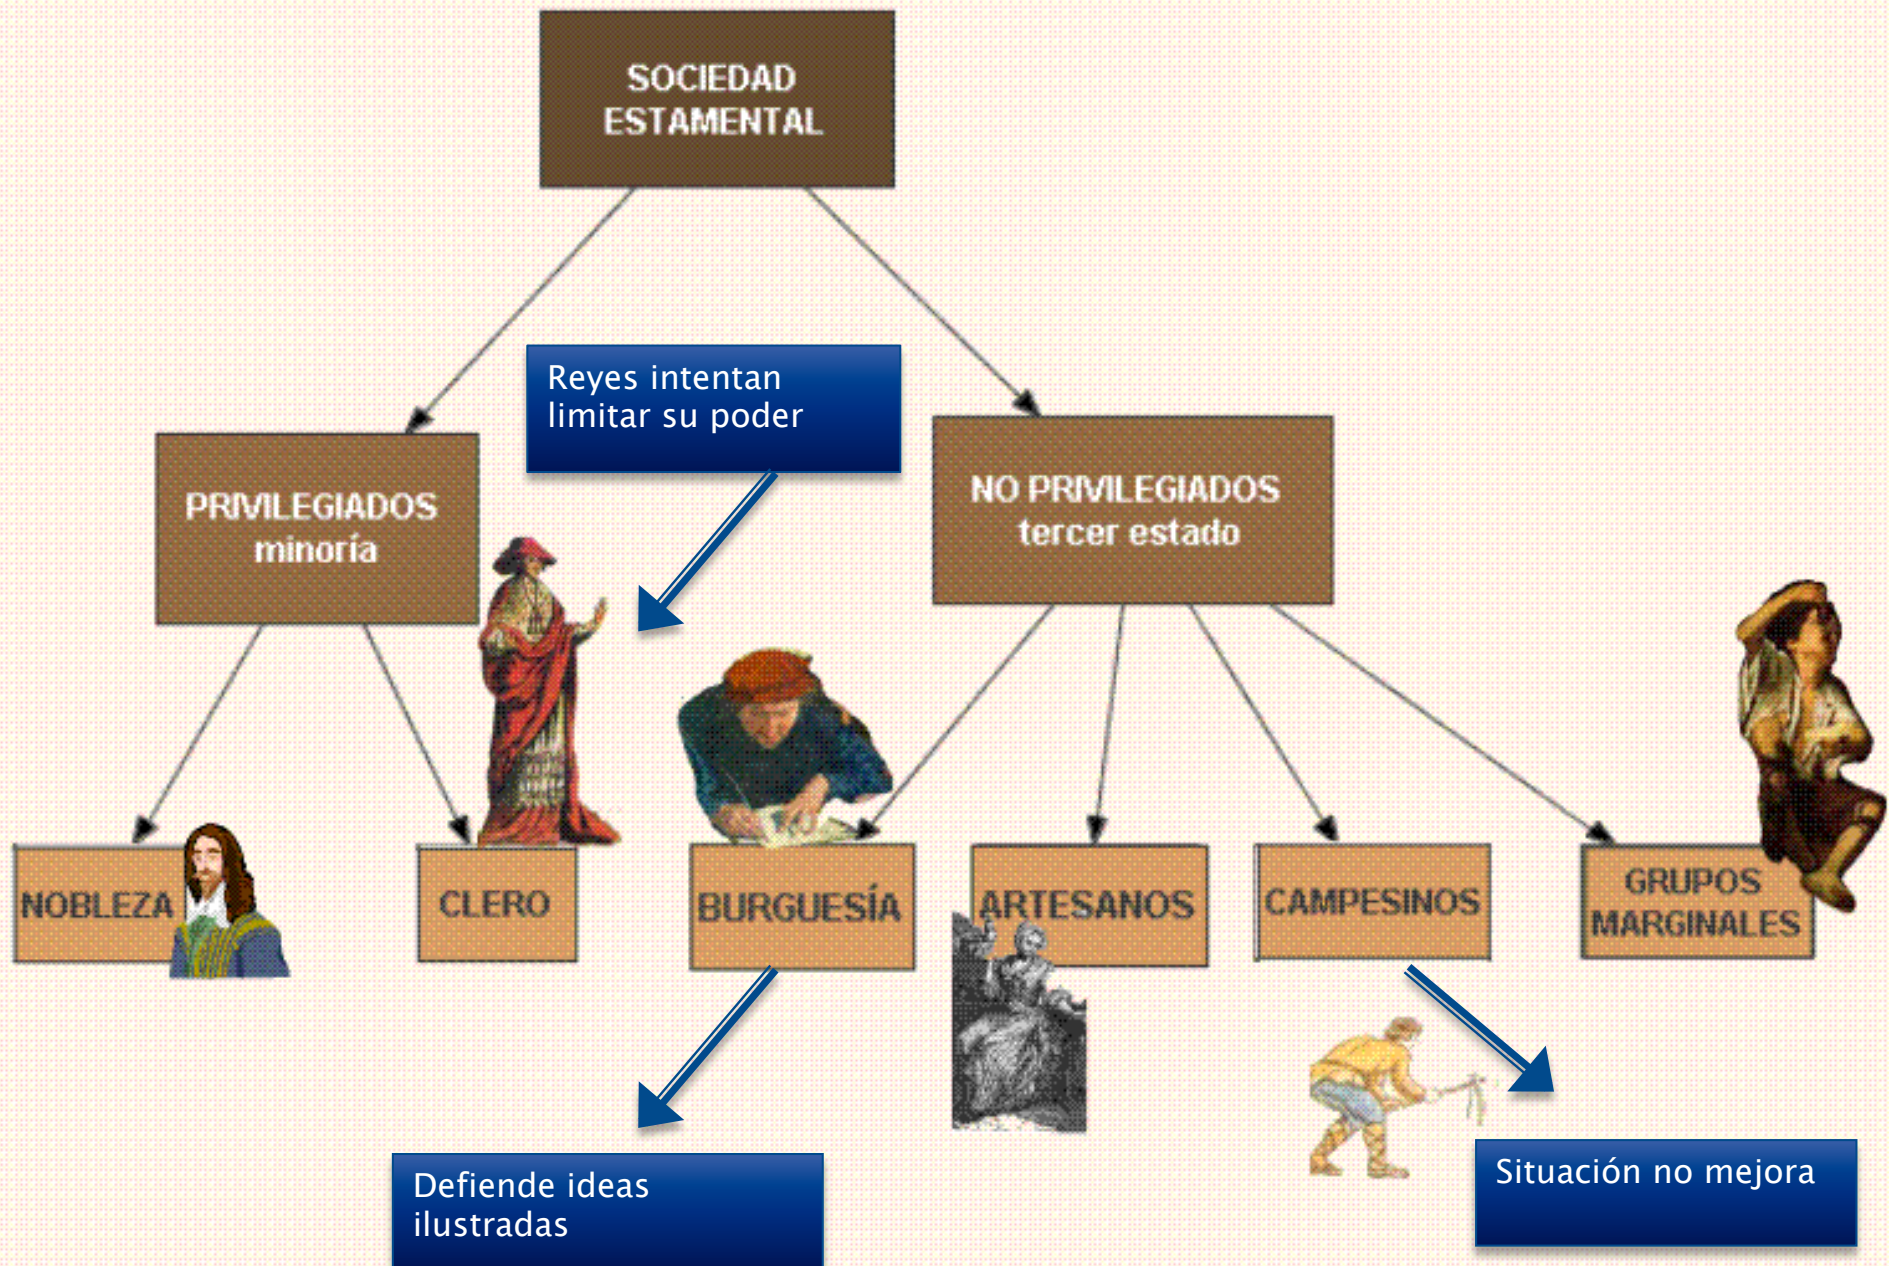 SOCIEDAD
ESTAMENTAL
Reyes intentan
limitar su poder
PRIVILEGIADOS
minoría
NO PRIVILEGIADOS
tercer estado
NOBLEZA
CLERO
BURGUESÍA
ARTESANOS
CAMPESINOS
GRUPOS
MARGINALES
Defiende ideas
ilustradas
Situación no mejora